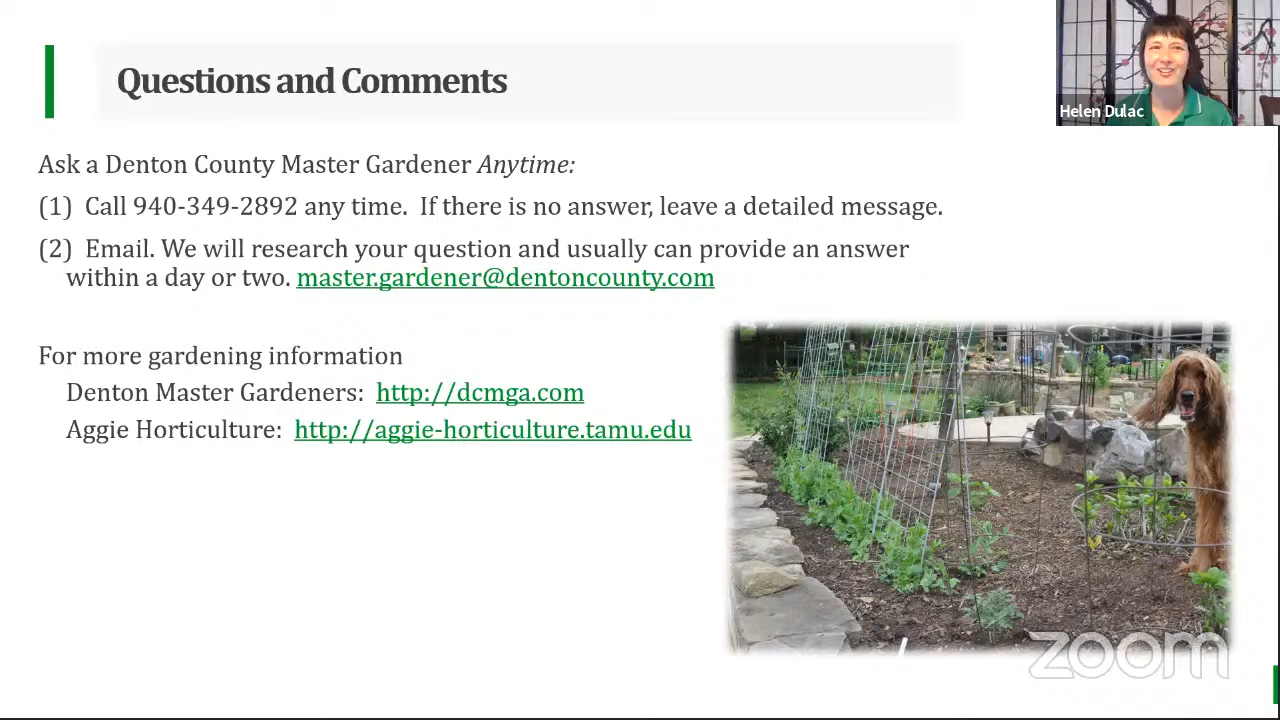 Questions and Comments
Helen Dulac
Ask a Denton County Master Gardener Anytime:
(1) Call 940-349-2892 any time. If there is no answer, leave a detailed message.
(2) Email. We will research your question and usually can provide an answer
within a day or two. master.gardener@dentoncounty.com
For more gardening information
Denton Master Gardeners: http://dcmga.com
Aggie Horticulture: http://aggie-horticulture.tamu.edu
zoom